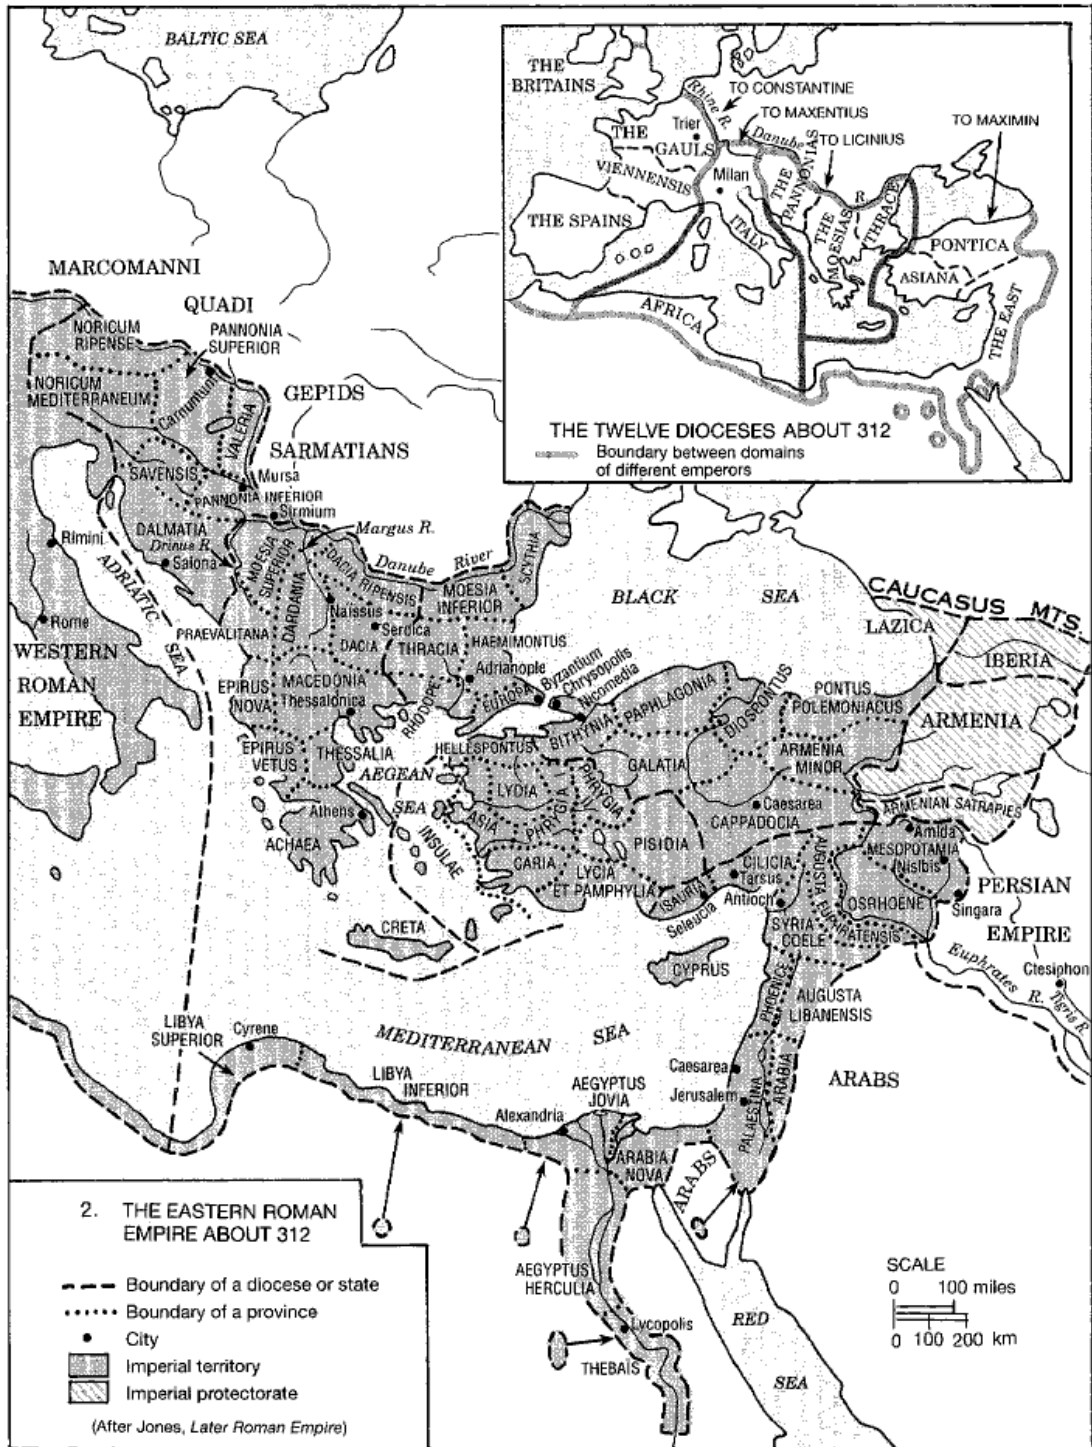 BALTIC SEA
THE
BRITAINS
Rhine R.
TO CONSTANTINE
TO MAXENTIUS
Trier
THE
GAULS
Danube
R.
TO LICINIUS
TO MAXIMIN
VIENNENSIS
Milan
THE
PANNONIAS
THE SPAINS
ITALY
THE
MOESIAS
THRACE
PONTICA
ASIANA
AFRICA
THE EAST
THE TWELVE DIOCESES ABOUT 312
Boundary between domains
of different emperors
MARCOMANNI
QUADI
NORICUM
RIPENSE
PANNONIA
SUPERIOR
NORICUM
MEDITERRANEUM
Carnuntum
GEPIDS
VALERIA
SARMATIANS
SAVENSIS
Mursa
PANNONIA INFERIOR
Sirmium
DALMATIA
Drinus R.
Margus R.
Rimini
Salona
MOESIA
SUPERIOR
DACIA RIPENSIS
Danube River
SCYTHIA
MOESIA
INFERIOR
ADRIATIC
SEA
DARDANIA
Naissus
BLACK SEA
CAUCASUS MTS.
LAZICA
Rome
PRAEVALITANA
Serdica
DACIA
THRACIA
HAEMIMONTUS
IBERIA
WESTERN
ROMAN
EMPIRE
Adrianople
Byzantium
Chrysopolis
Nicomedia
EPIRUS
NOVA
MACEDONIA
Thessalonica
RHODOPE
EUROPA
BITHYNIA
PAPHLAGONIA
DIOSPONTUS
PONTUS
POLEMONIACUS
ARMENIA
EPIRUS
VETUS
THESSALIA
HELLESPONTUS
GALATIA
ARMENIA
MINOR
AEGEAN
SEA
LYDIA
PHRYGIA I
PHRYGIA
II
ARMENIAN SATRAPIES
Athens
ASIA
Caesarea
CAPPADOCIA
Amida
MESOPOTAMIA
Nisibis
ACHAEA
INSULAE
CARIA
LYCIA
ET PAMPHYLIA
PISIDIA
CILICIA
Tarsus
ISAURIA
Seleucia
Antioch
AUGUSTA
EUPHRATENSIS
OSRHOENE
Singara
PERSIAN
EMPIRE
CRETA
SYRIA
COELE
CYPRUS
Euphrates
R.
Ctesiphon
Tigris R.
PHOENICE
AUGUSTA
LIBANENSIS
LIBYA
SUPERIOR
Cyrene
MEDITERRANEAN SEA
LIBYA
INFERIOR
Caesarea
Jerusalem
PALAESTINA
ARABIA
ARABS
Alexandria
AEGYPTUS
JOVIA
ARABIA
NOVA
ARABS
AEGYPTUS
HERCULIA
Lycopolis
THEBAIS
RED
SEA
2. THE EASTERN ROMAN
EMPIRE ABOUT 312
Boundary of a diocese or state
Boundary of a province
City
Imperial territory
Imperial protectorate
(After Jones, Later Roman Empire)
SCALE
0 100 miles
0 100 200 km